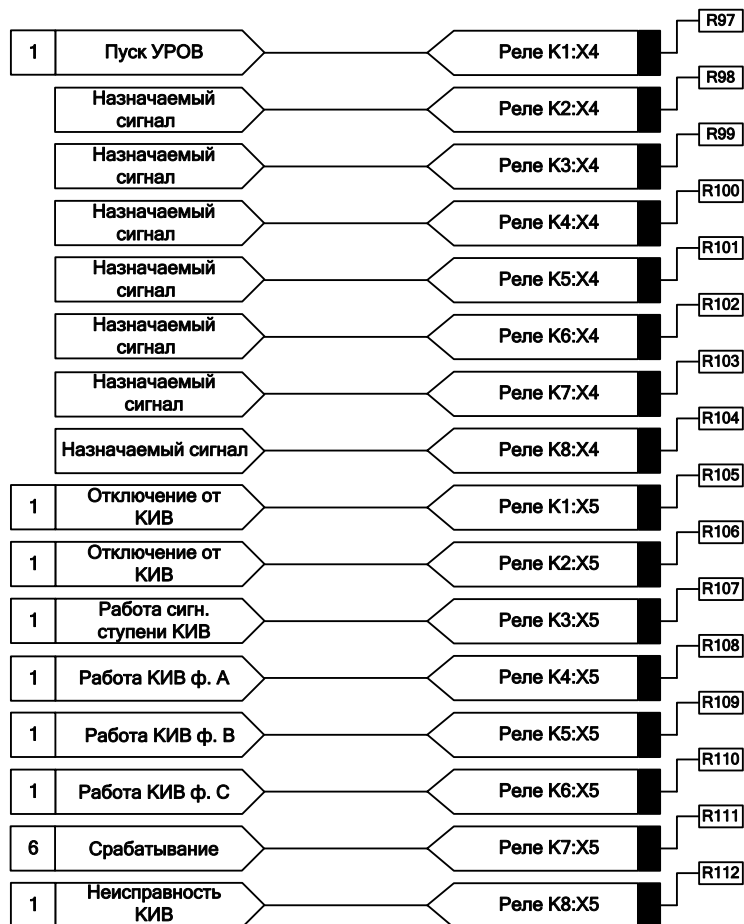 R97
1 Пуск УРОВ Реле K1:X4
R98
Назначаемый
сигнал
Реле K2:X4
R99
Назначаемый
сигнал
Реле K3:X4
R100
Назначаемый
сигнал
Реле K4:X4
R101
Назначаемый
сигнал
Реле K5:X4
R102
Назначаемый
сигнал
Реле K6:X4
R103
Назначаемый
сигнал
Реле K7:X4
R104
Назначаемый сигнал Реле K8:X4
R105
1 Отключение от
КИВ
Реле K1:X5
R106
1 Отключение от
КИВ
Реле K2:X5
R107
1 Работа сигн.
ступени КИВ
Реле K3:X5
R108
1 Работа КИВ ф. А Реле K4:X5
R109
1 Работа КИВ ф. В Реле K5:X5
R110
1 Работа КИВ ф. С Реле K6:X5
R111
6 Срабатывание Реле K7:X5
R112
1 Неисправность
КИВ
Реле K8:X5